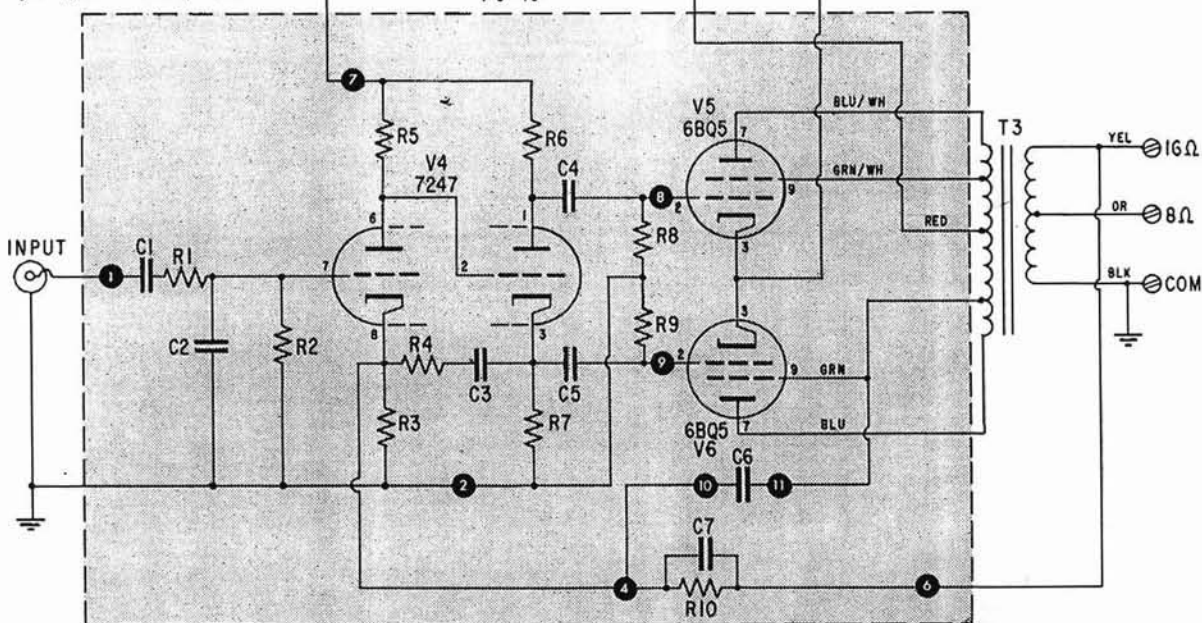 7
R5
R6
V4
7247
C4
V5
6BQ5
BLU/WH
7
T3
YEL
16Ω
GRN/WH
9
8
2
OR
8Ω
RED
R8
6
1
INPUT
1
C1
R1
7
2
3
BLK
COM
C2
R2
8
R4
C3
3
C5
R9
9
2
3
9
GRN
R3
R7
6BQ5
V6
7
BLU
2
10
C6
11
C7
4
R10
6